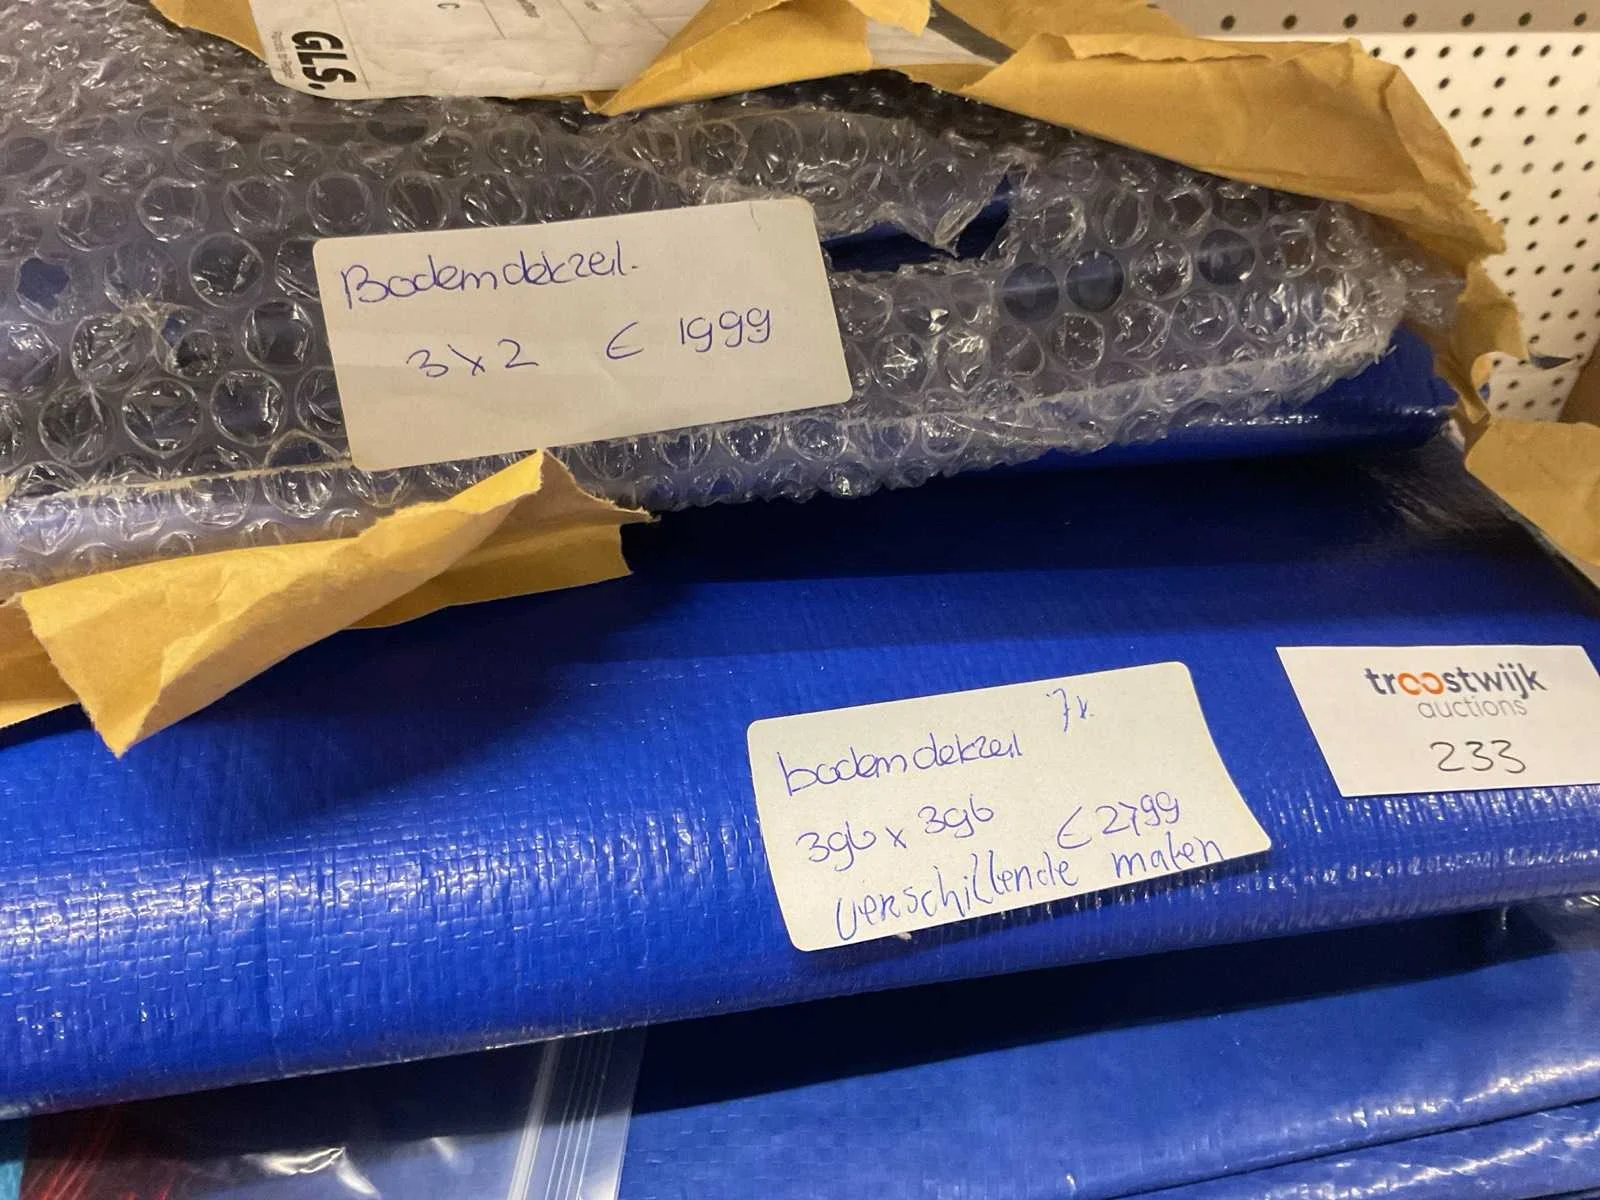 GLS.
C
Bodemdekzeil.
3x2 € 1999
7x.
bodemdekzeil
396 x 396 € 2799
verschillende maten
troostwijk
auctions
233